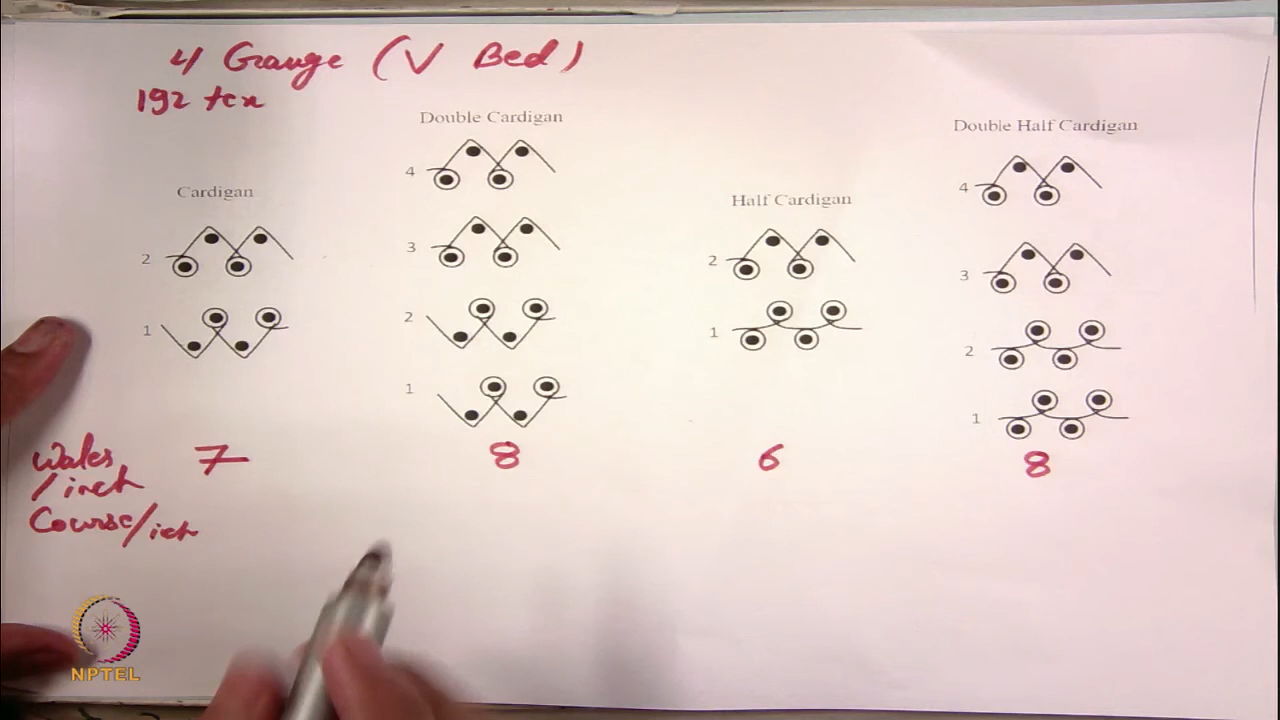 4 Gauge (V Bed)
192 tex
Cardigan
2
1
Double Cardigan
4
3
2
1
Half Cardigan
2
1
Double Half Cardigan
4
3
2
1
Wales
/inch
7
8
6
8
Course/ich
NPTEL